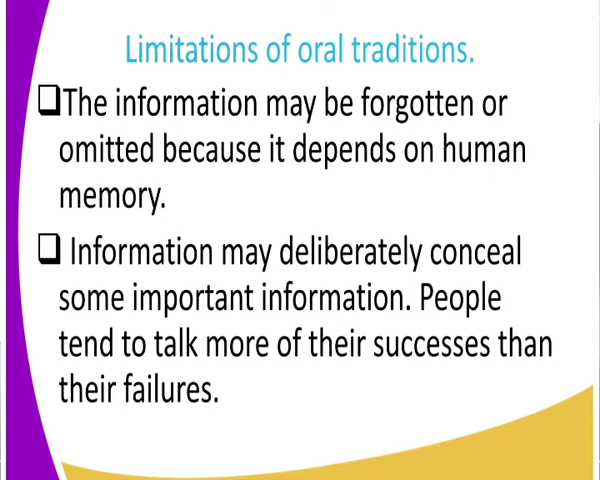 Limitations of oral traditions.
❑The information may be forgotten or
omitted because it depends on human
memory.
❑ Information may deliberately conceal
some important information. People
tend to talk more of their successes than
their failures.